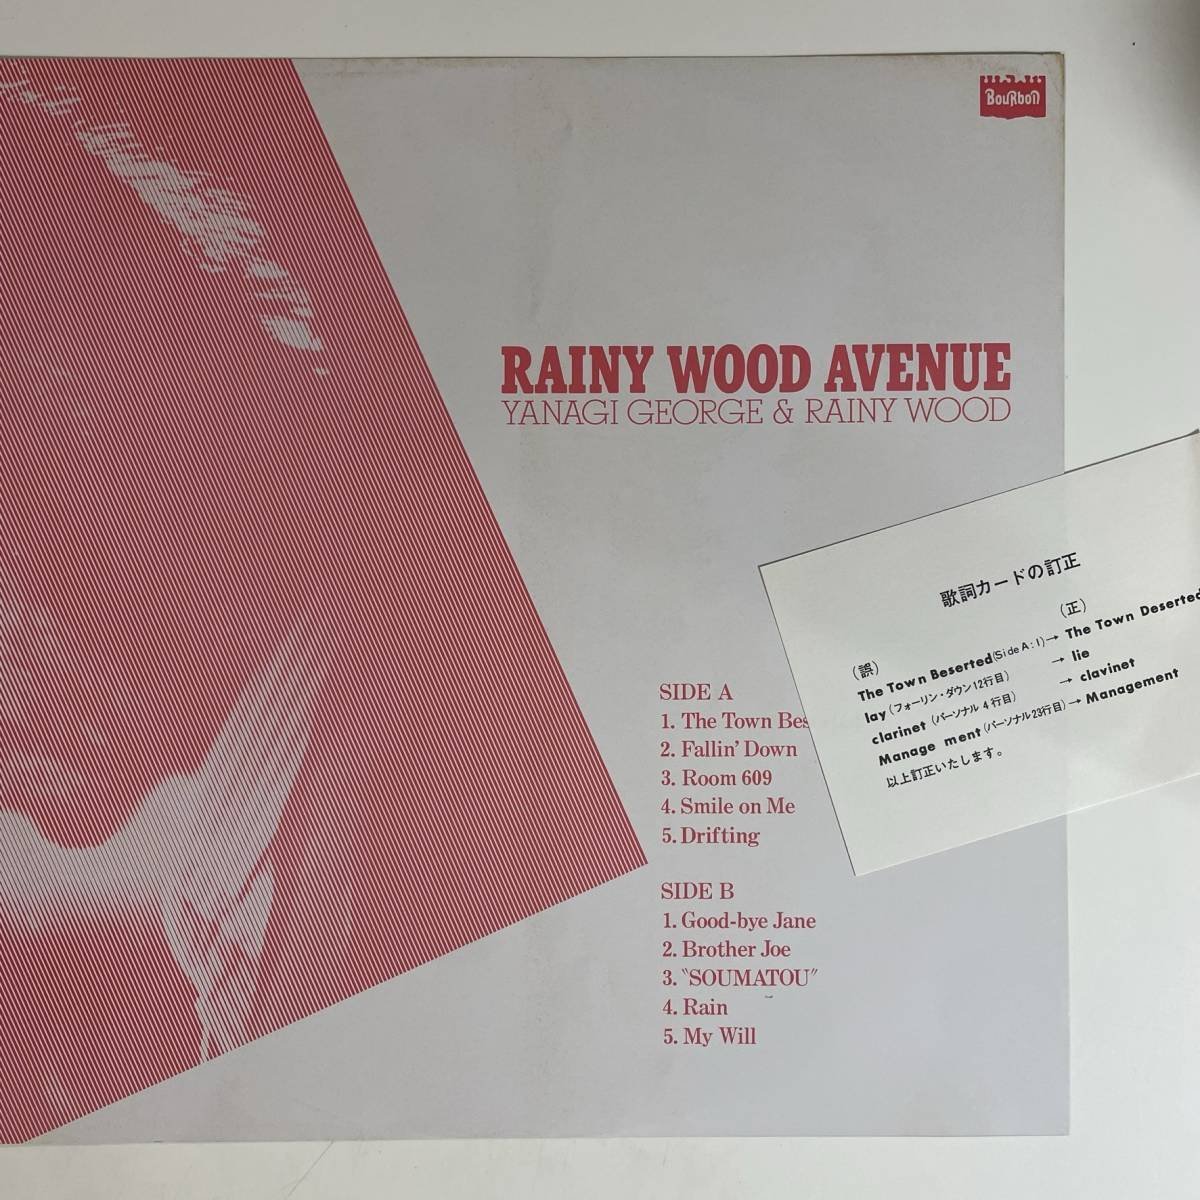 BouRbon
RAINY WOOD AVENUE
YANAGI GEORGE & RAINY WOOD
SIDE A
1. The Town Bes
2. Fallin' Down
3. Room 609
4. Smile on Me
5. Drifting
SIDE B
1. Good-bye Jane
2. Brother Joe
3. "SOUMATOU"
4. Rain
5. My Will
歌詞カードの訂正
(誤) (正)
The Town Beserted(Side A:1)→ The Town Deserted
lay(フォーリン・ダウン12行目) → lie
clarinet (パーソナル 4行目) → clavinet
Manage ment(パーソナル23行目)→ Management
以上訂正いたします。